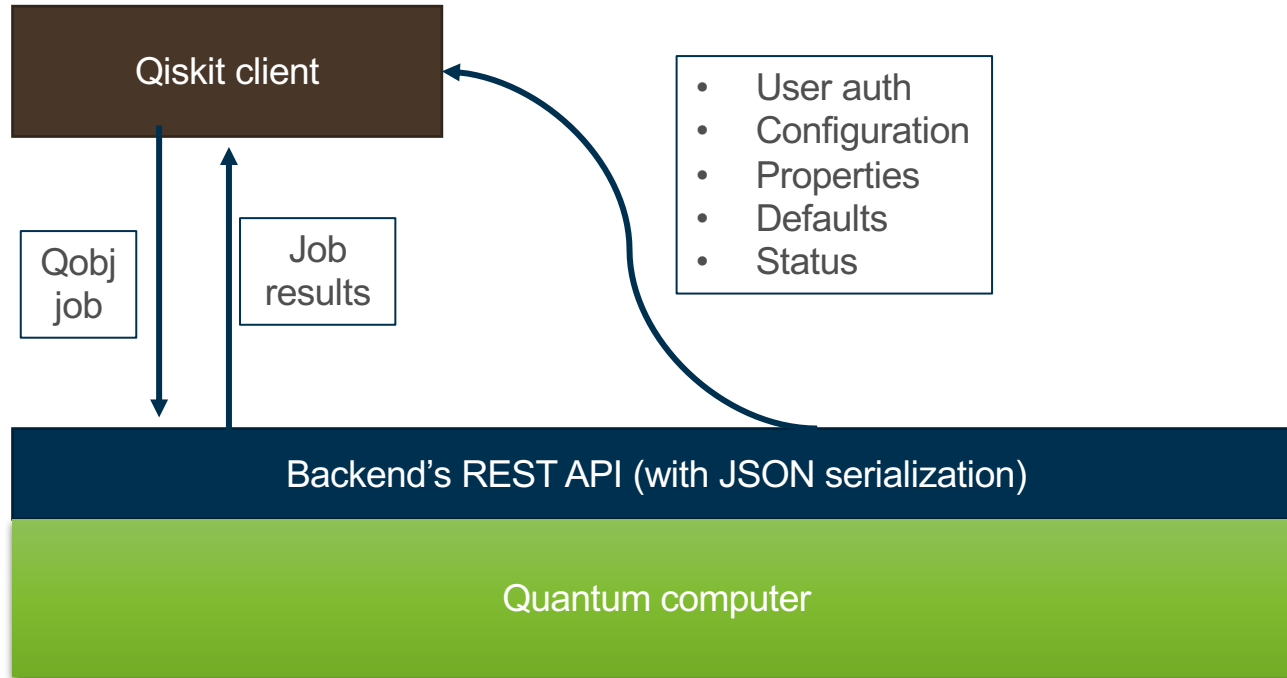 Qiskit client
• User auth
• Configuration
• Properties
• Defaults
• Status
Qobj
job
Job
results
Backend’s REST API (with JSON serialization)
Quantum computer